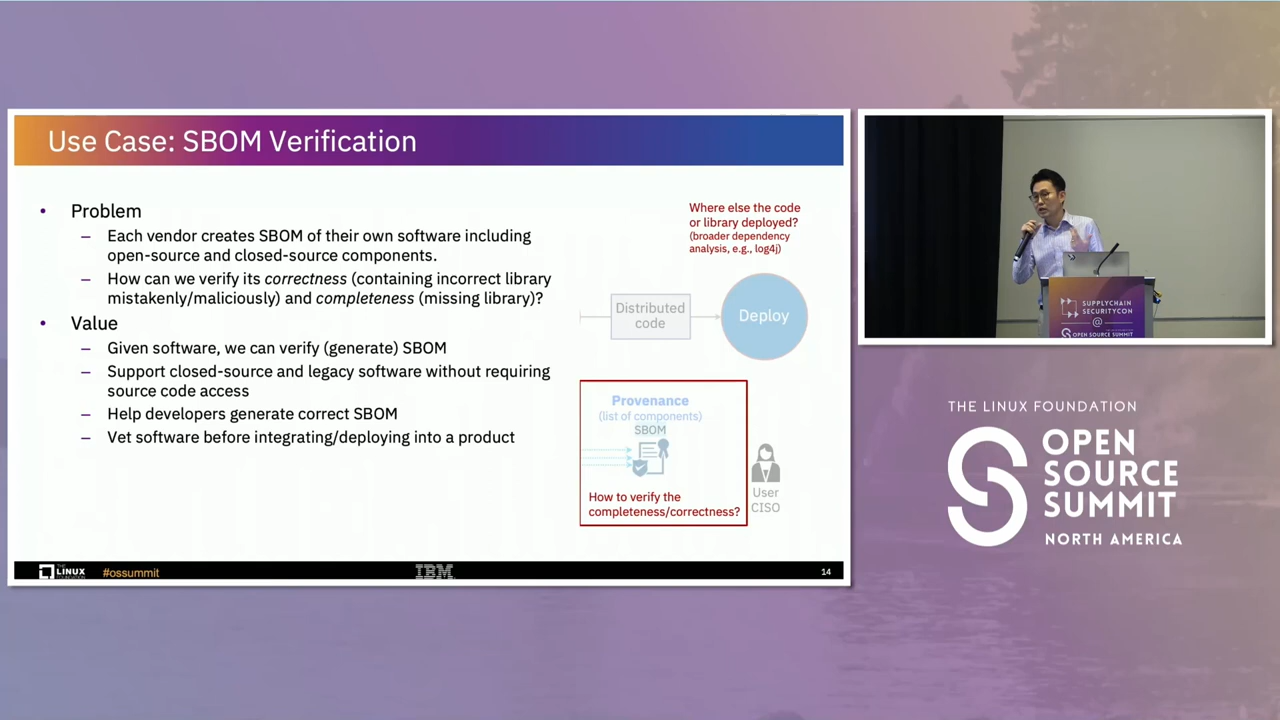 Use Case: SBOM Verification
• Problem
– Each vendor creates SBOM of their own software including
open-source and closed-source components.
– How can we verify its correctness (containing incorrect library
mistakenly/maliciously) and completeness (missing library)?
• Value
– Given software, we can verify (generate) SBOM
– Support closed-source and legacy software without requiring
source code access
– Help developers generate correct SBOM
– Vet software before integrating/deploying into a product
Where else the code
or library deployed?
(broader dependency
analysis, e.g., log4j)
Distributed
code
Deploy
Provenance
(list of components)
SBOM
How to verify the
completeness/correctness?
User
CISO
THE
LINUX
FOUNDATION
#ossummit
IBM
14
SUPPLYCHAIN
SECURITYCON
@
OPEN SOURCE SUMMIT
THE LINUX FOUNDATION
OPEN
SOURCE
SUMMIT
NORTH AMERICA